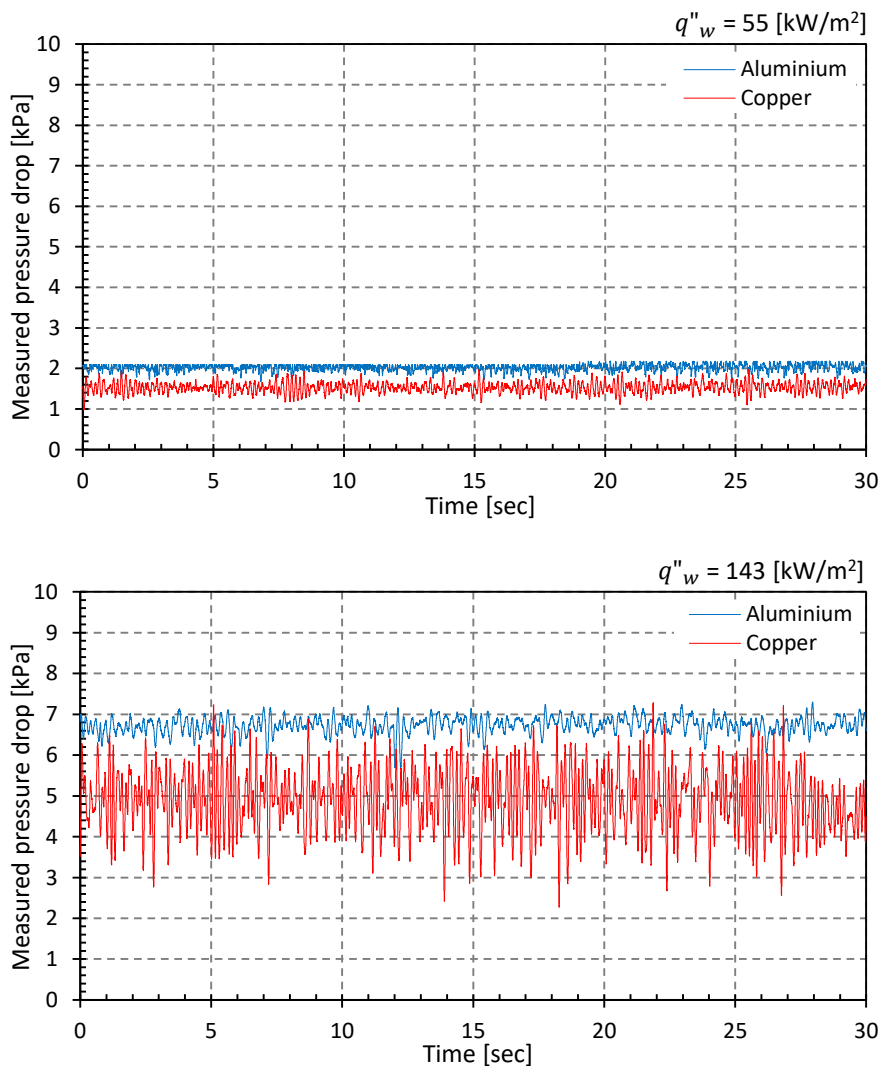 q"w = 55 [kW/m²]
10
9
8
7
6
5
4
3
2
1
0
Measured pressure drop [kPa]
Aluminium
Copper
0 5 10 15 20 25 30
Time [sec]
q"w = 143 [kW/m²]
10
9
8
7
6
5
4
3
2
1
0
Measured pressure drop [kPa]
Aluminium
Copper
0 5 10 15 20 25 30
Time [sec]